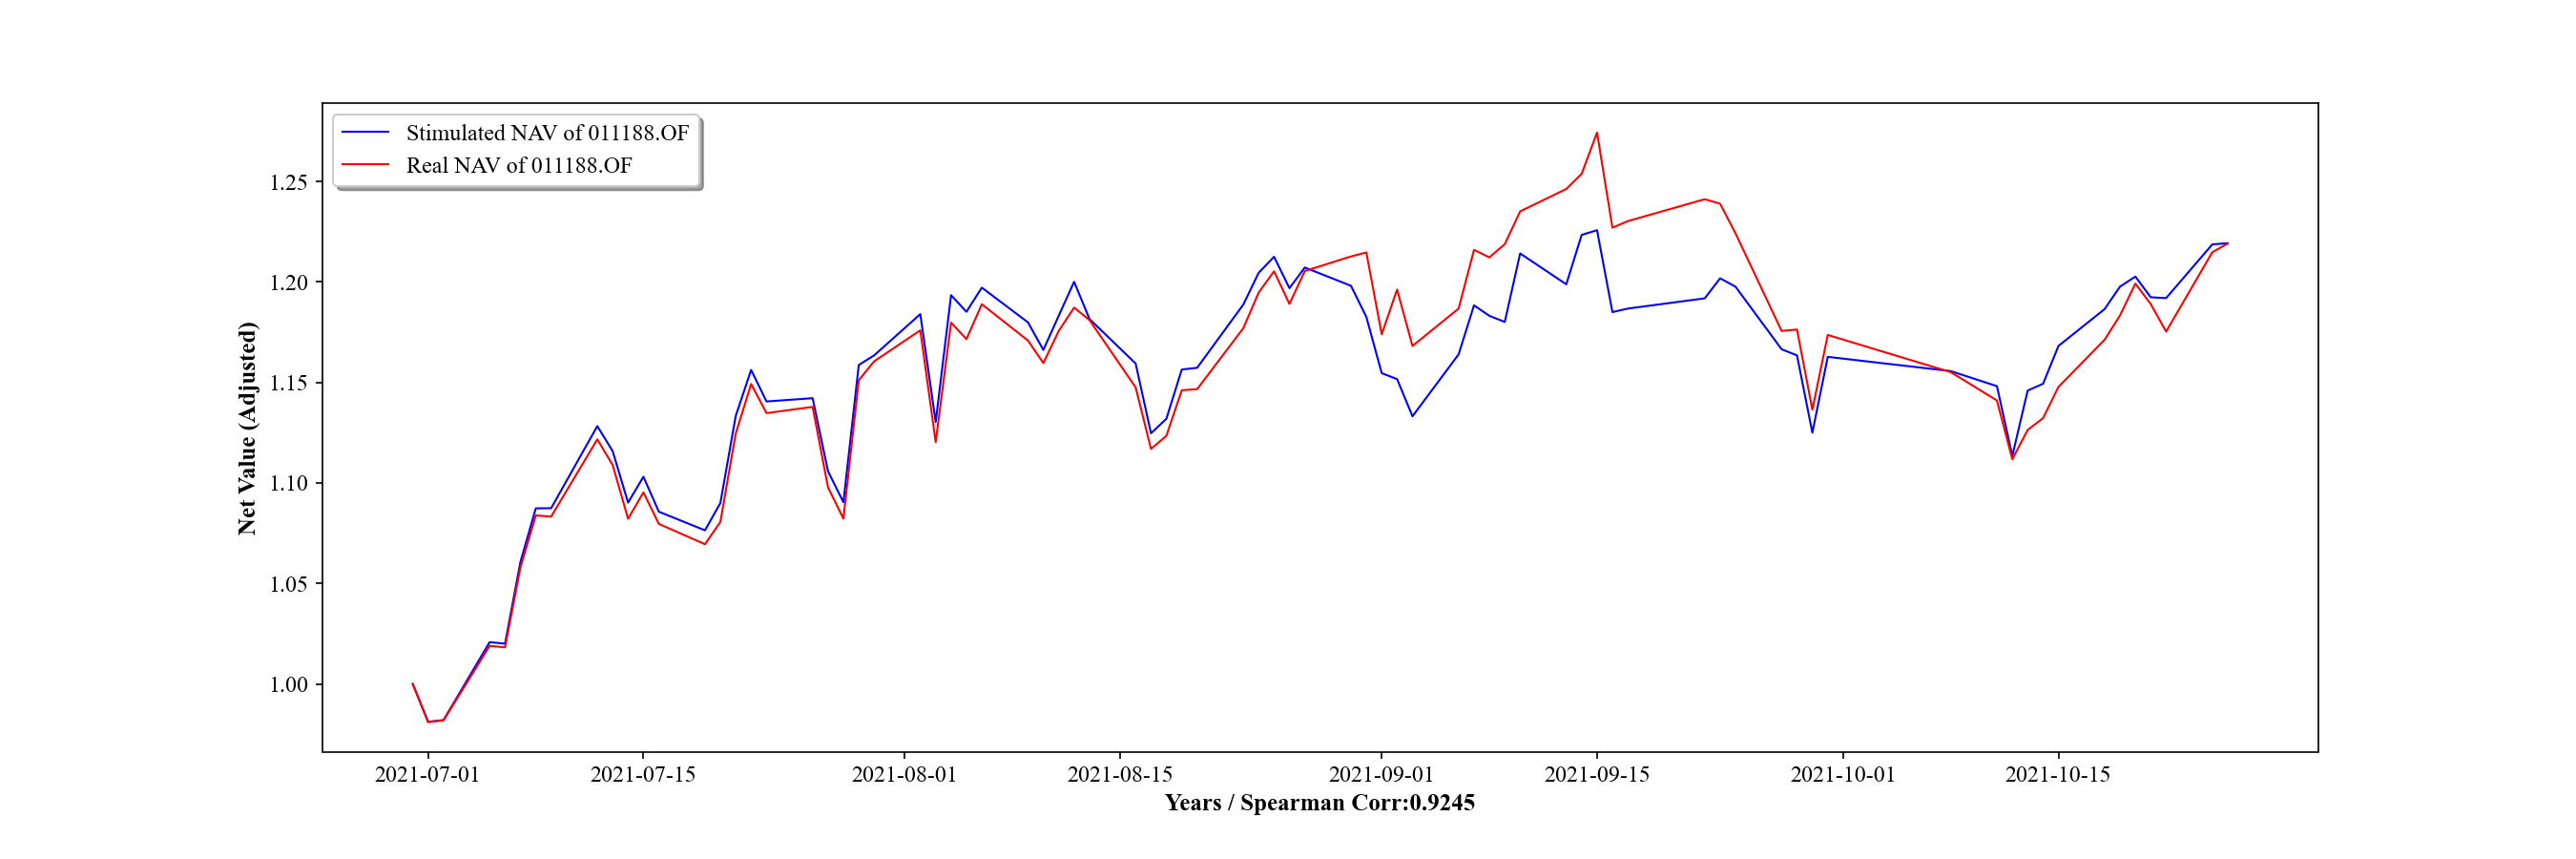 Stimulated NAV of 011188.OF
Real NAV of 011188.OF
Net Value (Adjusted)
1.25
1.20
1.15
1.10
1.05
1.00
2021-07-01 2021-07-15 2021-08-01 2021-08-15 2021-09-01 2021-09-15 2021-10-01 2021-10-15
Years / Spearman Corr:0.9245